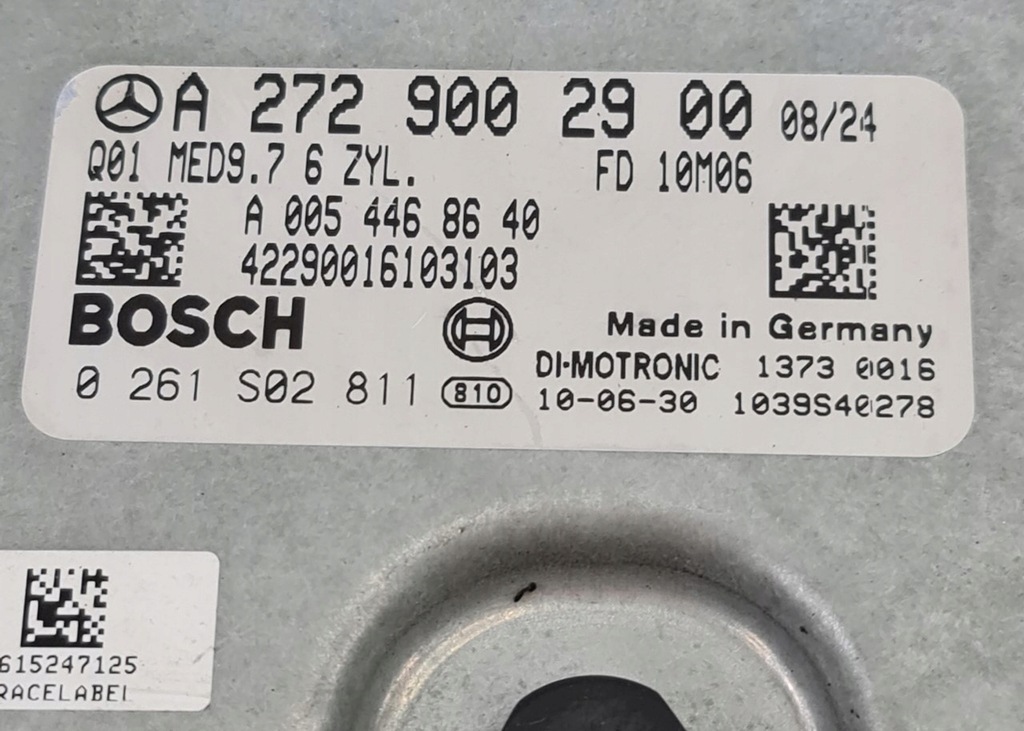 A 272 900 29 00 08/24
Q01 MED9.7 6 ZYL. FD 10M06
A 005 446 86 40
42290016103103
BOSCH
Made in Germany
DI-MOTRONIC 1373 0016
0 261 S02 811 810 10-06-30 1039S40278
615247125
RACELABEL